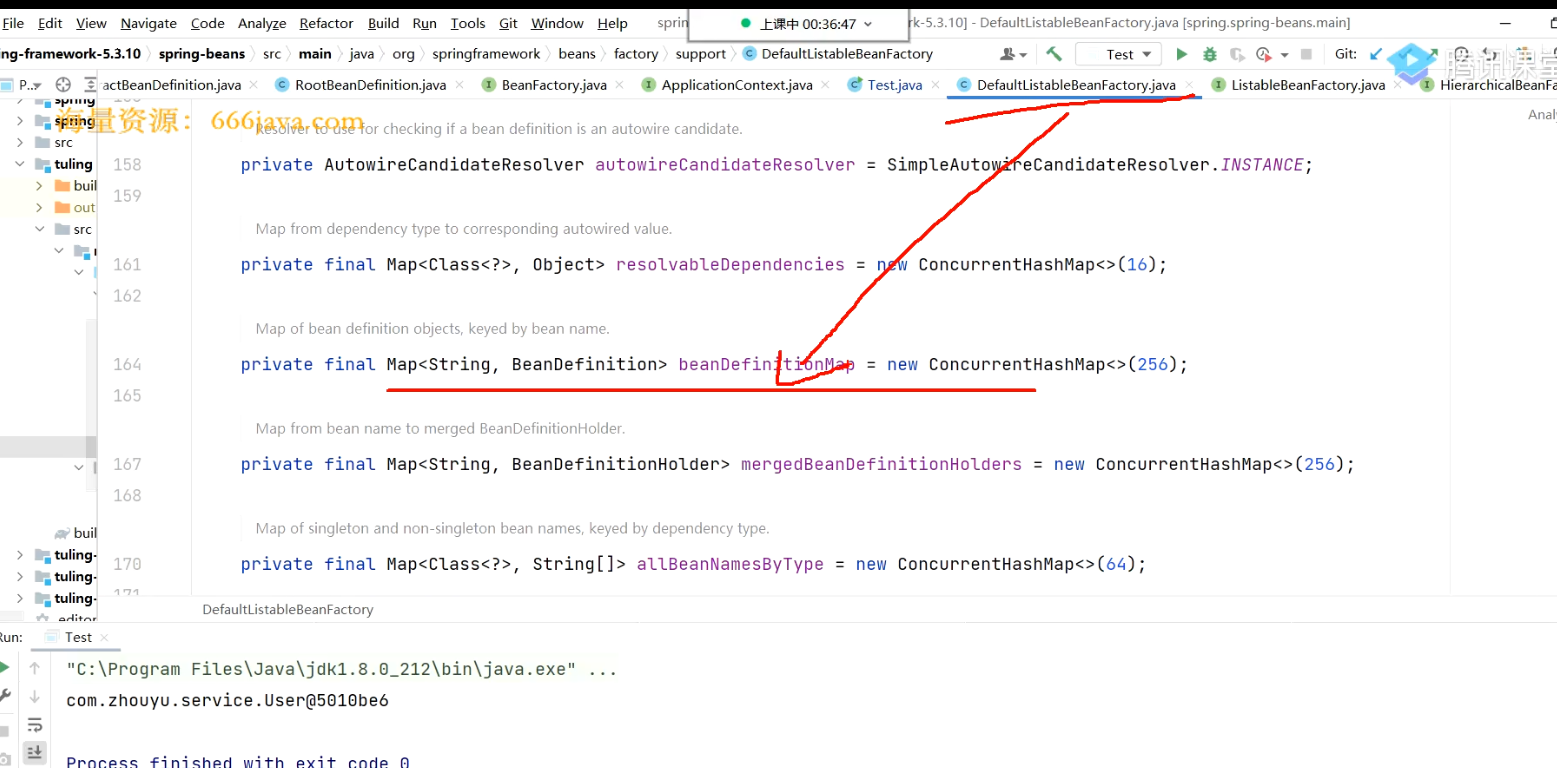 File Edit View Navigate Code Analyze Refactor Build Run Tools Git Window Help
上课中 00:36:47
rk-5.3.10] - DefaultListableBeanFactory.java [spring.spring-beans.main]
ng-framework-5.3.10 spring-beans src main java org springframework beans factory support DefaultListableBeanFactory
Test Git:
腾讯课堂
P... actBeanDefinition.java RootBeanDefinition.java BeanFactory.java ApplicationContext.java Test.java DefaultListableBeanFactory.java ListableBeanFactory.java HierarchicalBeanFa
spring
spring
海量资源：666java.com
Analy
src
tuling
buil
out
src
buil
tuling-
tuling-
tuling-
.editor
Resolver to use for checking if a bean definition is an autowire candidate.
158 private AutowireCandidateResolver autowireCandidateResolver = SimpleAutowireCandidateResolver.INSTANCE;
159
Map from dependency type to corresponding autowired value.
161 private final Map<Class<?>, Object> resolvableDependencies = new ConcurrentHashMap<>(16);
162
Map of bean definition objects, keyed by bean name.
164 private final Map<String, BeanDefinition> beanDefinitionMap = new ConcurrentHashMap<>(256);
165
Map from bean name to merged BeanDefinitionHolder.
167 private final Map<String, BeanDefinitionHolder> mergedBeanDefinitionHolders = new ConcurrentHashMap<>(256);
168
Map of singleton and non-singleton bean names, keyed by dependency type.
170 private final Map<Class<?>, String[]> allBeanNamesByType = new ConcurrentHashMap<>(64);
171
DefaultListableBeanFactory
Run: Test
"C:\Program Files\Java\jdk1.8.0_212\bin\java.exe" ...
com.zhouyu.service.User@5010be6
Process finished with exit code 0